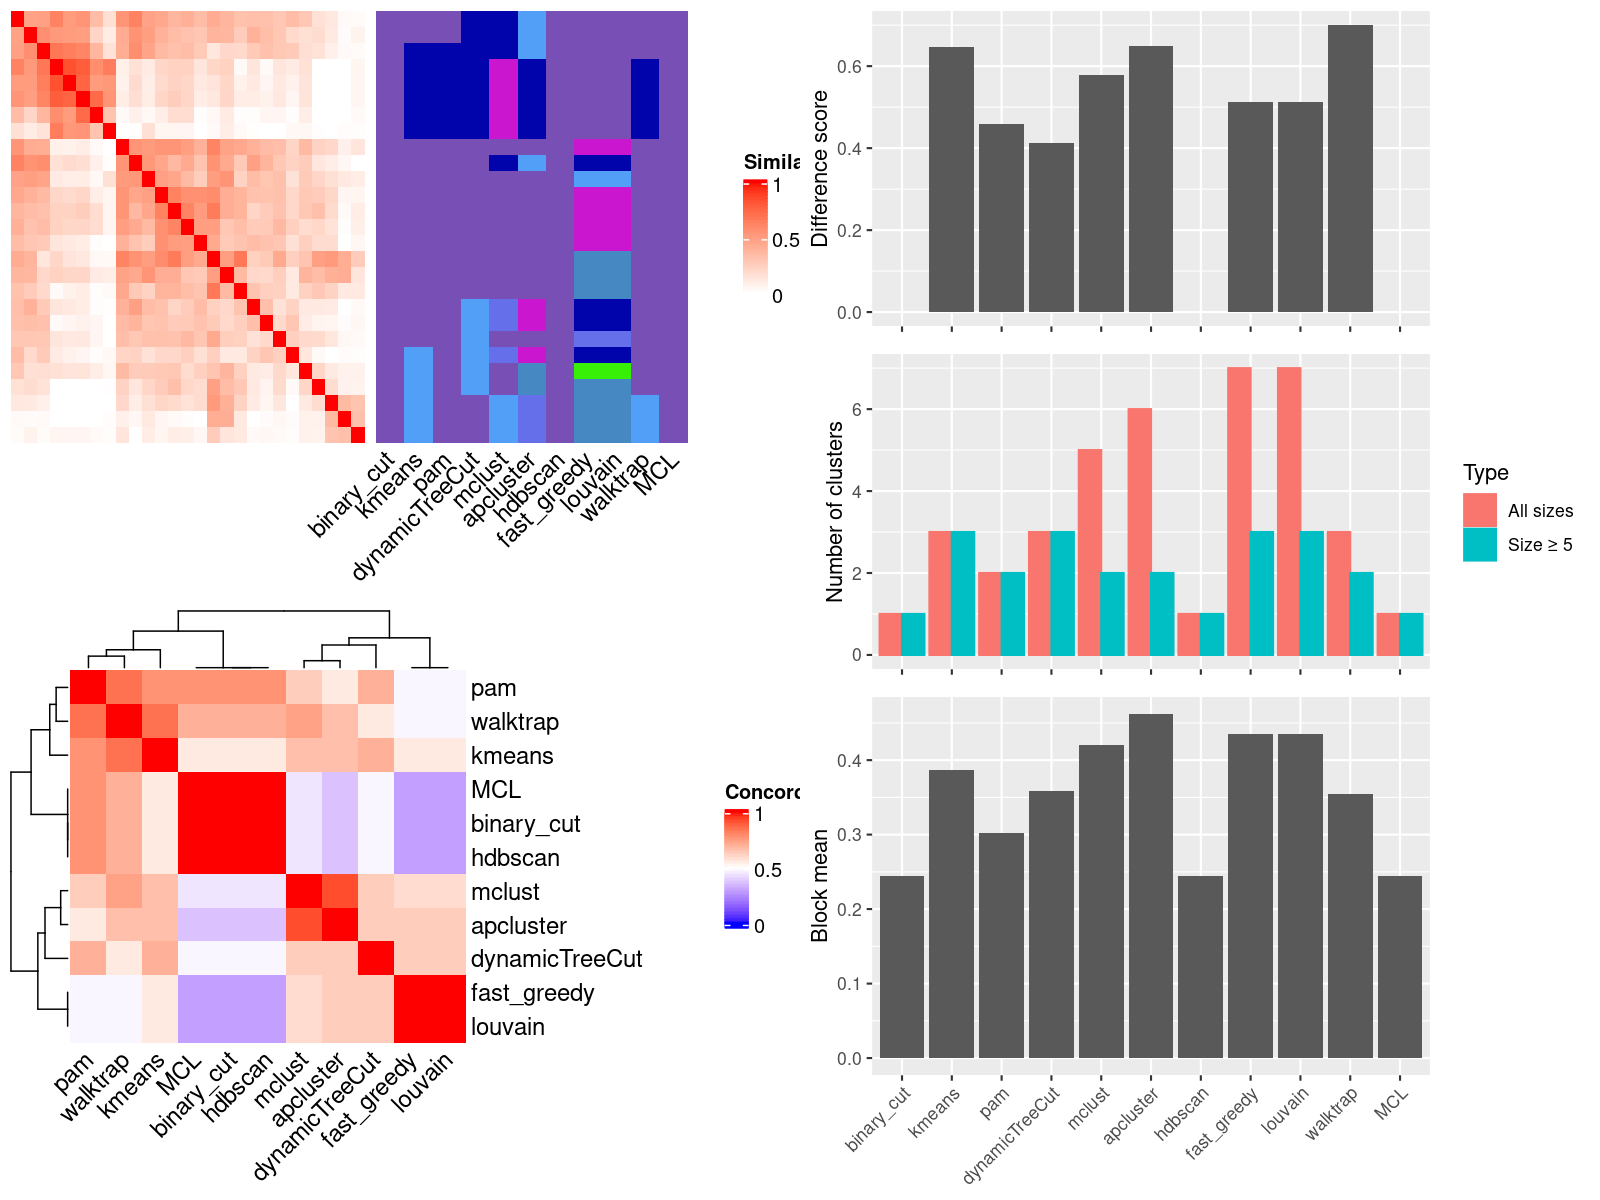 Simila
1
0.5
0
binary_cut
kmeans
pam
dynamicTreeCut
mclust
apcluster
hdbscan
fast_greedy
louvain
walktrap
MCL
pam
walktrap
kmeans
MCL
binary_cut
hdbscan
mclust
apcluster
dynamicTreeCut
fast_greedy
louvain
pam
walktrap
kmeans
MCL
binary_cut
hdbscan
mclust
apcluster
dynamicTreeCut
fast_greedy
louvain
Concord
1
0.5
0
Difference score
0.6
0.4
0.2
0.0
Number of clusters
6
4
2
0
Type
All sizes
Size ≥ 5
Block mean
0.4
0.3
0.2
0.1
0.0
binary_cut
kmeans
pam
dynamicTreeCut
mclust
apcluster
hdbscan
fast_greedy
louvain
walktrap
MCL